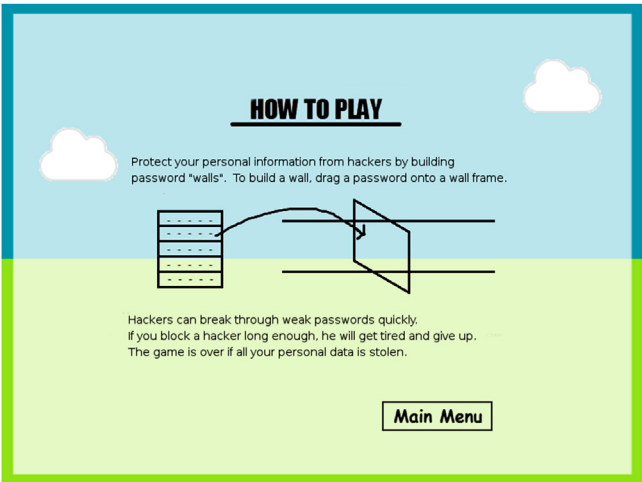 HOW TO PLAY
Protect your personal information from hackers by building
password "walls". To build a wall, drag a password onto a wall frame.
- - - - -
- - - - -
- - - - -
- - - - -
- - - - -
Hackers can break through weak passwords quickly.
If you block a hacker long enough, he will get tired and give up.
The game is over if all your personal data is stolen.
Main Menu